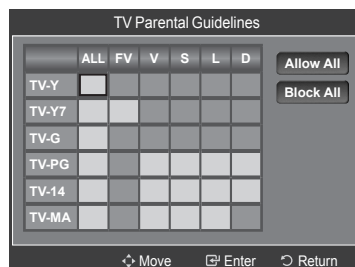 TV Parental Guidelines
ALL FV V S L D
Allow All
Block All
TV-Y
TV-Y7
TV-G
TV-PG
TV-14
TV-MA
Move Enter Return